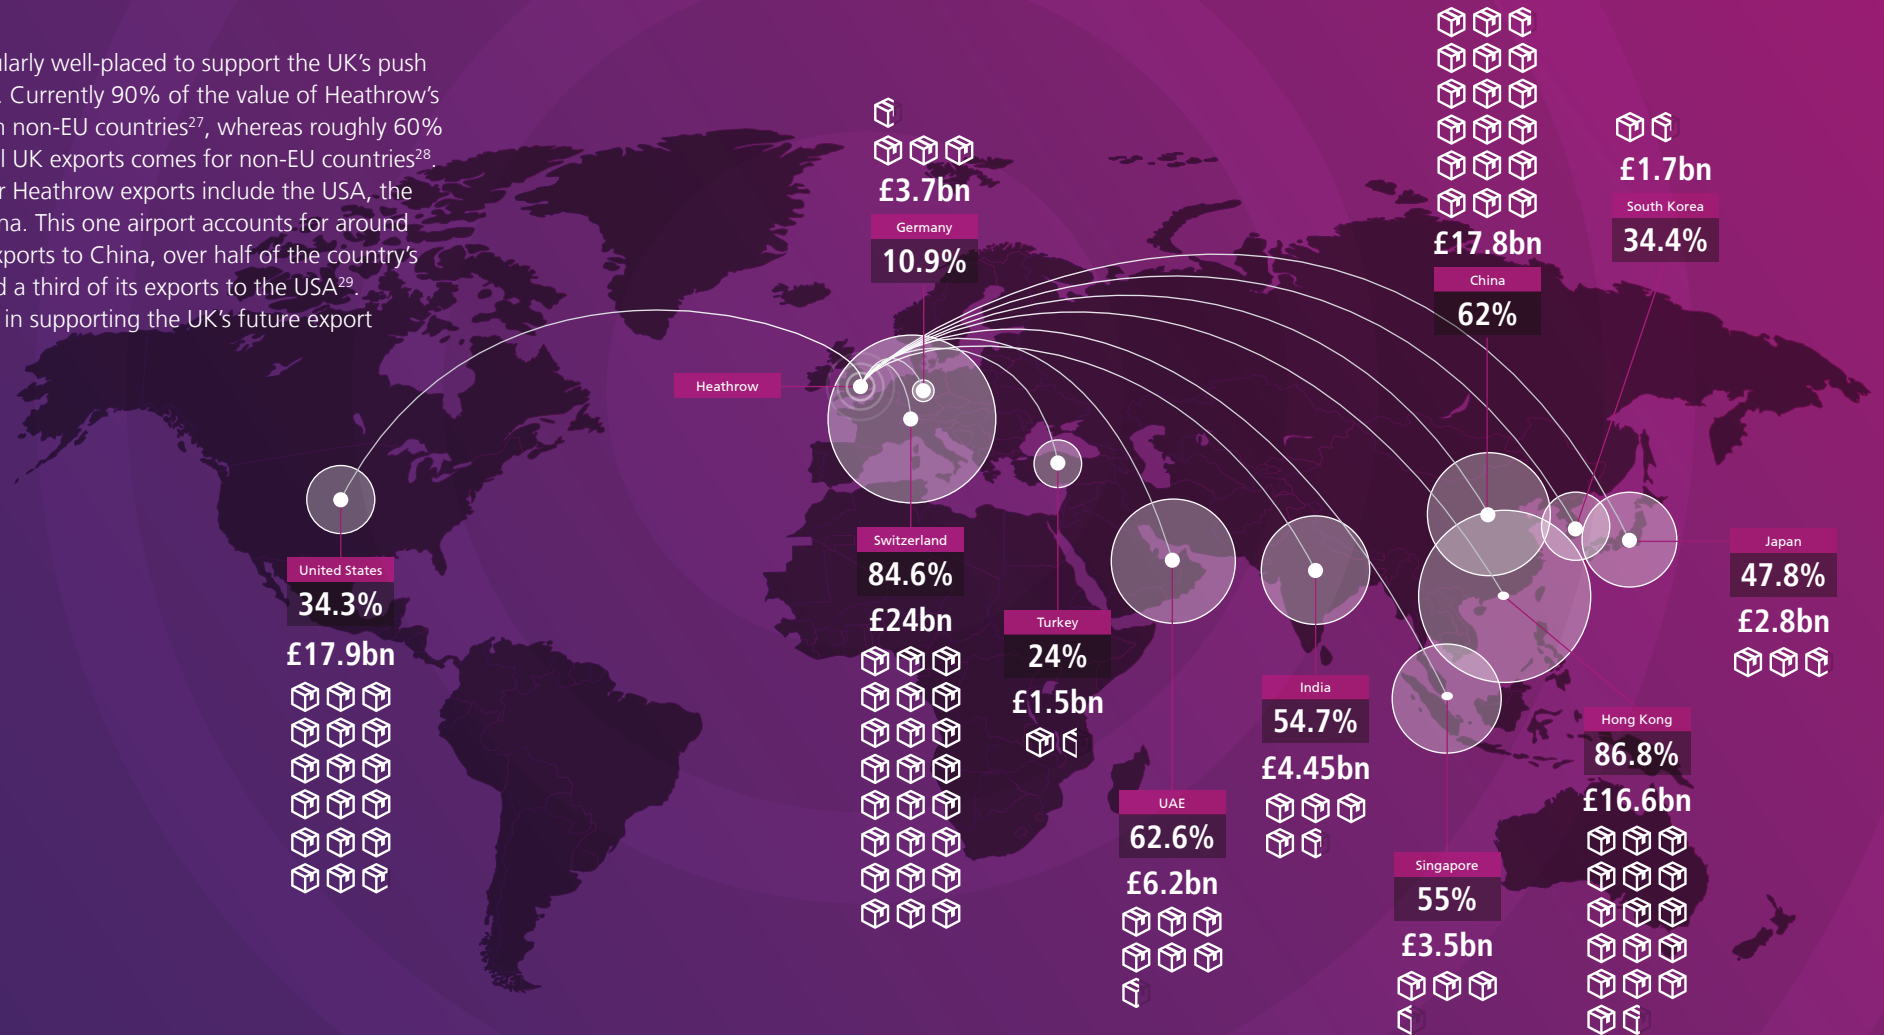 well-placed to support the UK's push
. Currently 90% of the value of Heathrow's
non-EU countries27, whereas roughly 60%
UK exports comes for non-EU countries28.
Heathrow exports include the USA, the
This one airport accounts for around
to China, over half of the country's
a third of its exports to the USA29.
in supporting the UK's future export
£3.7bn
Germany
10.9%
£17.8bn
China
62%
£1.7bn
South Korea
34.4%
Heathrow
United States
34.3%
£17.9bn
Switzerland
84.6%
£24bn
Turkey
24%
£1.5bn
UAE
62.6%
£6.2bn
India
54.7%
£4.45bn
Singapore
55%
£3.5bn
Hong Kong
86.8%
£16.6bn
Japan
47.8%
£2.8bn